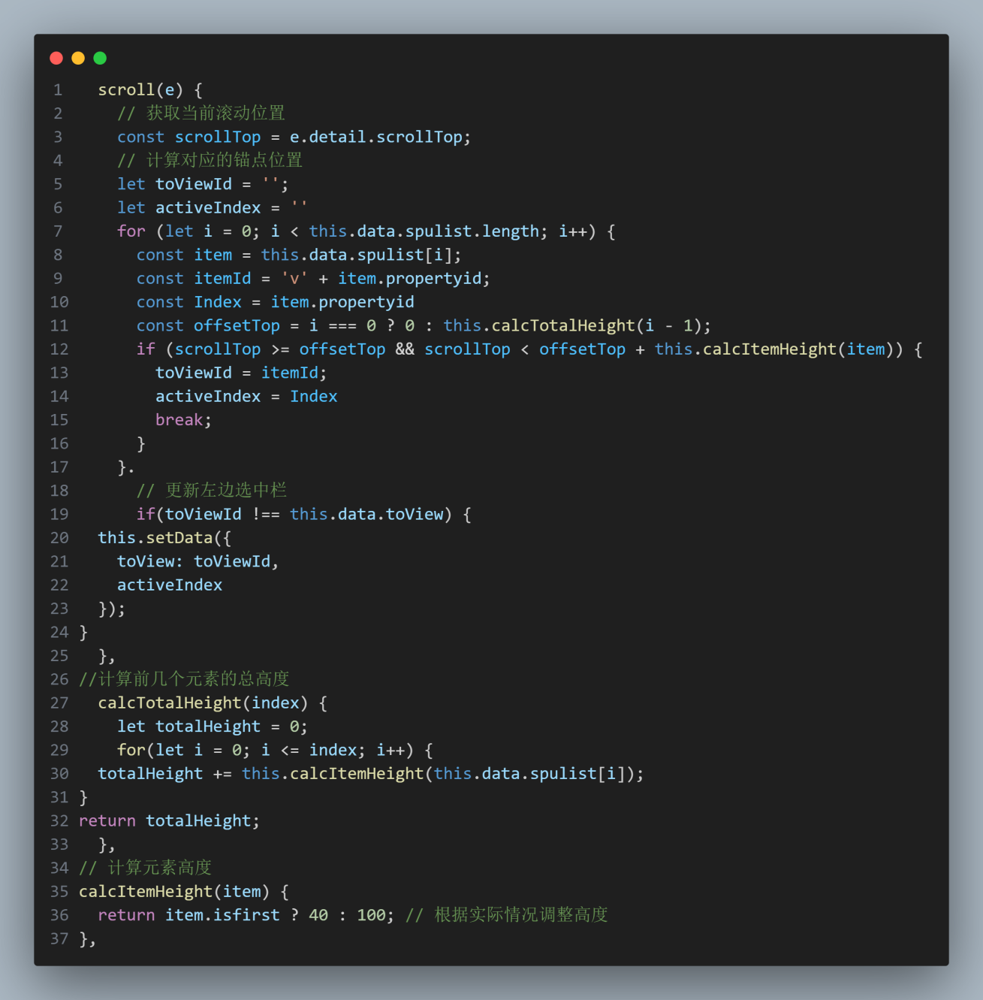 1 scroll(e) {
2 // 获取当前滚动位置
3 const scrollTop = e.detail.scrollTop;
4 // 计算对应的锚点位置
5 let toViewId = '';
6 let activeIndex = ''
7 for (let i = 0; i < this.data.spulist.length; i++) {
8 const item = this.data.spulist[i];
9 const itemId = 'v' + item.propertyid;
10 const Index = item.propertyid
11 const offsetTop = i === 0 ? 0 : this.calcTotalHeight(i - 1);
12 if (scrollTop >= offsetTop && scrollTop < offsetTop + this.calcItemHeight(item)) {
13 toViewId = itemId;
14 activeIndex = Index
15 break;
16 }
17 }.
18 // 更新左边选中栏
19 if(toViewId !== this.data.toView) {
20 this.setData({
21 toView: toViewId,
22 activeIndex
23 });
24 }
25 },
26 //计算前几个元素的总高度
27 calcTotalHeight(index) {
28 let totalHeight = 0;
29 for(let i = 0; i <= index; i++) {
30 totalHeight += this.calcItemHeight(this.data.spulist[i]);
31 }
32 return totalHeight;
33 },
34 // 计算元素高度
35 calcItemHeight(item) {
36 return item.isfirst ? 40 : 100; // 根据实际情况调整高度
37 },